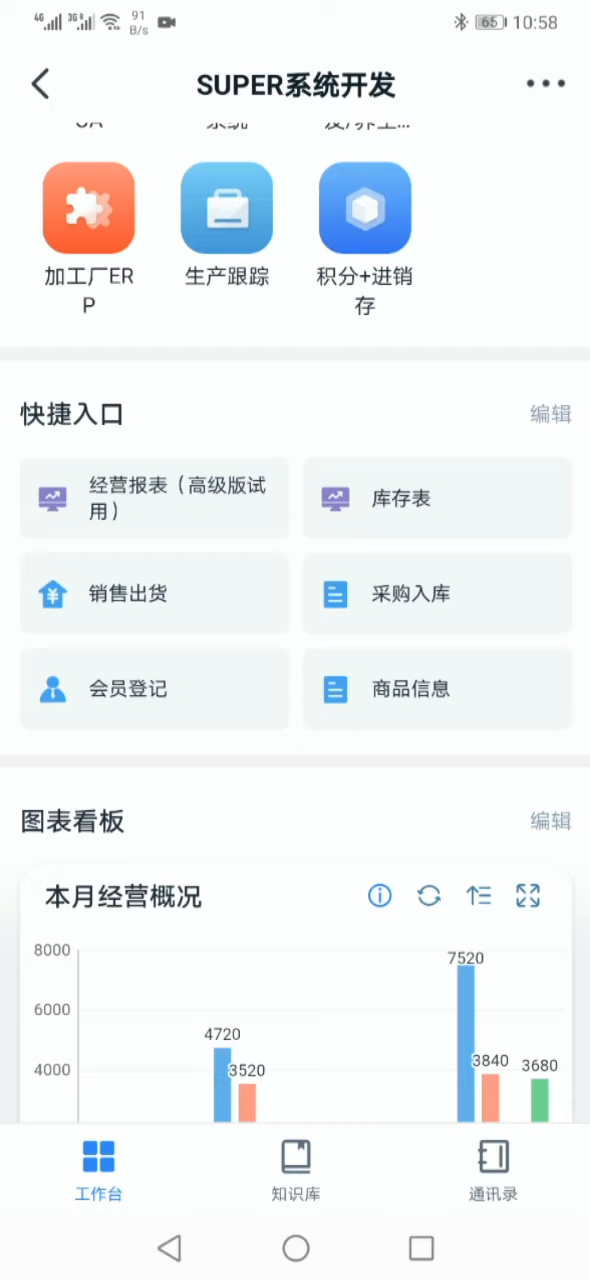 4G 3G R 91 B/s 65 10:58
SUPER系统开发
加工厂ER
P
生产跟踪
积分+进销
存
快捷入口 编辑
经营报表（高级版试
用）
库存表
销售出货
采购入库
会员登记
商品信息
图表看板 编辑
本月经营概况
8000
7520
6000
4720
4000
3520
3840
3680
工作台
知识库
通讯录